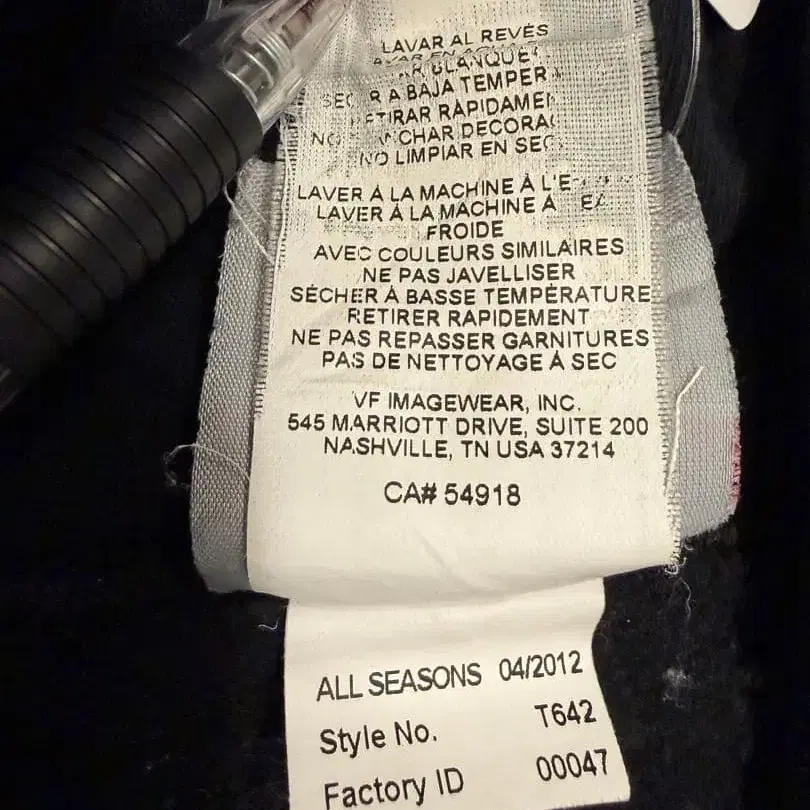 LAVAR AL REVÉS
A BAJA TEMPER
NO LIMPIAR EN SEC
LAVER À LA MACHINE À L'E
LAVER À LA MACHINE À
FROIDE
AVEC COULEURS SIMILAIRES
NE PAS JAVELLISER
SÉCHER À BASSE TEMPÉRATURE
RETIRER RAPIDEMENT
NE PAS REPASSER GARNITURES
PAS DE NETTOYAGE À SEC
VF IMAGEWEAR, INC.
545 MARRIOTT DRIVE, SUITE 200
NASHVILLE, TN USA 37214
CA# 54918
ALL SEASONS 04/2012
Style No. T642
Factory ID 00047